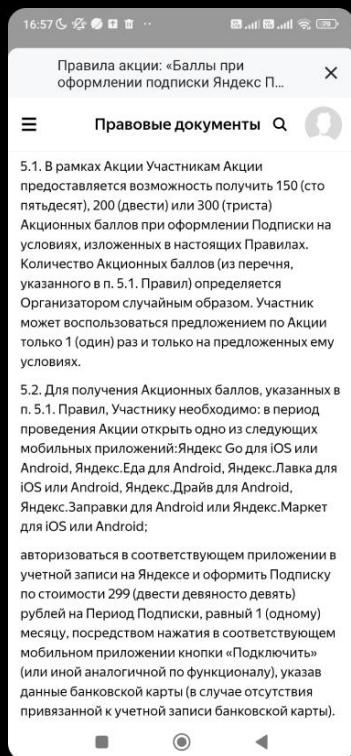 16:57
79
Правила акции: «Баллы при
оформлении подписки Яндекс П...
Правовые документы
5.1. В рамках Акции Участникам Акции
предоставляется возможность получить 150 (сто
пятьдесят), 200 (двести) или 300 (триста)
Акционных баллов при оформлении Подписки на
условиях, изложенных в настоящих Правилах.
Количество Акционных баллов (из перечня,
указанного в п. 5.1. Правил) определяется
Организатором случайным образом. Участник
может воспользоваться предложением по Акции
только 1 (один) раз и только на предложенных ему
условиях.
5.2. Для получения Акционных баллов, указанных в
п. 5.1. Правил, Участнику необходимо: в период
проведения Акции открыть одно из следующих
мобильных приложений:Яндекс Go для iOS или
Android, Яндекс.Еда для Android, Яндекс.Лавка для
iOS или Android, Яндекс.Драйв для Android,
Яндекс.Заправки для Android или Яндекс.Маркет
для iOS или Android;
авторизоваться в соответствующем приложении в
учетной записи на Яндексе и оформить Подписку
по стоимости 299 (двести девяносто девять)
рублей на Период Подписки, равный 1 (одному)
месяцу, посредством нажатия в соответствующем
мобильном приложении кнопки «Подключить»
(или иной аналогичной по функционалу), указав
данные банковской карты (в случае отсутствия
привязанной к учетной записи банковской карты).